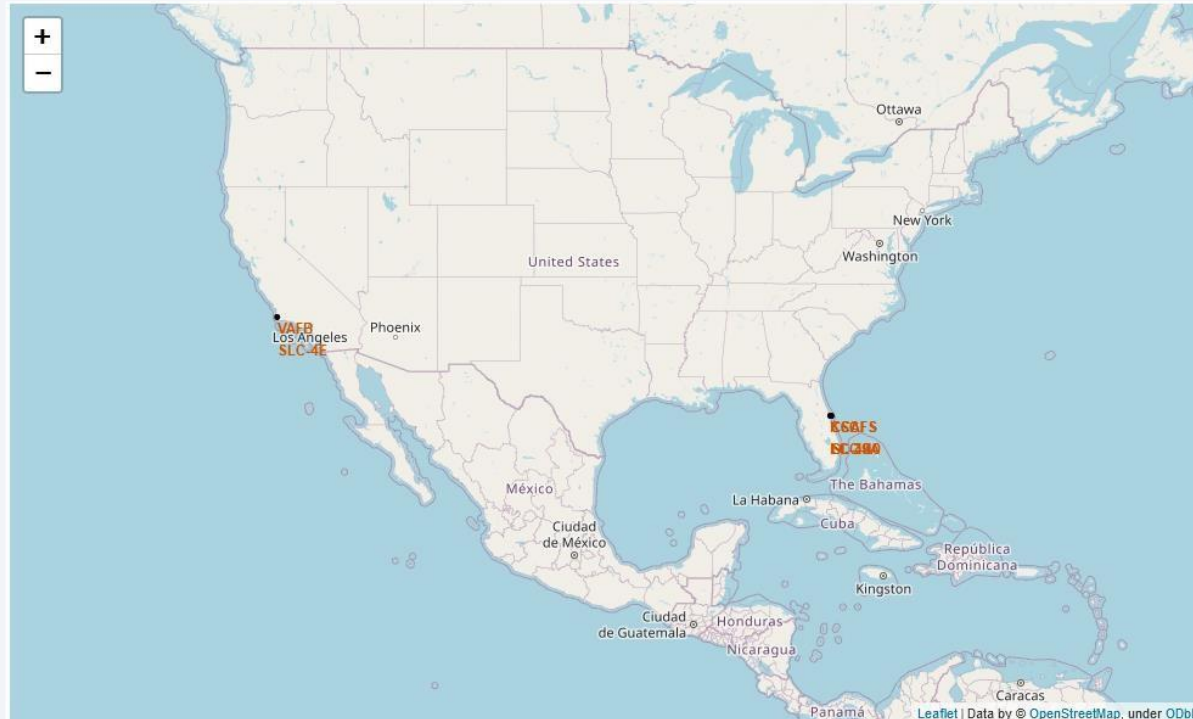 +
−
Ottawa
New York
Washington
United States
VAFB
SLC-4E
Los Angeles
Phoenix
México
La Habana
The Bahamas
Cuba
Ciudad
de México
República
Dominicana
Kingston
Ciudad
de Guatemala
Honduras
Nicaragua
Caracas
Panamá
Leaflet | Data by © OpenStreetMap, under ODbl